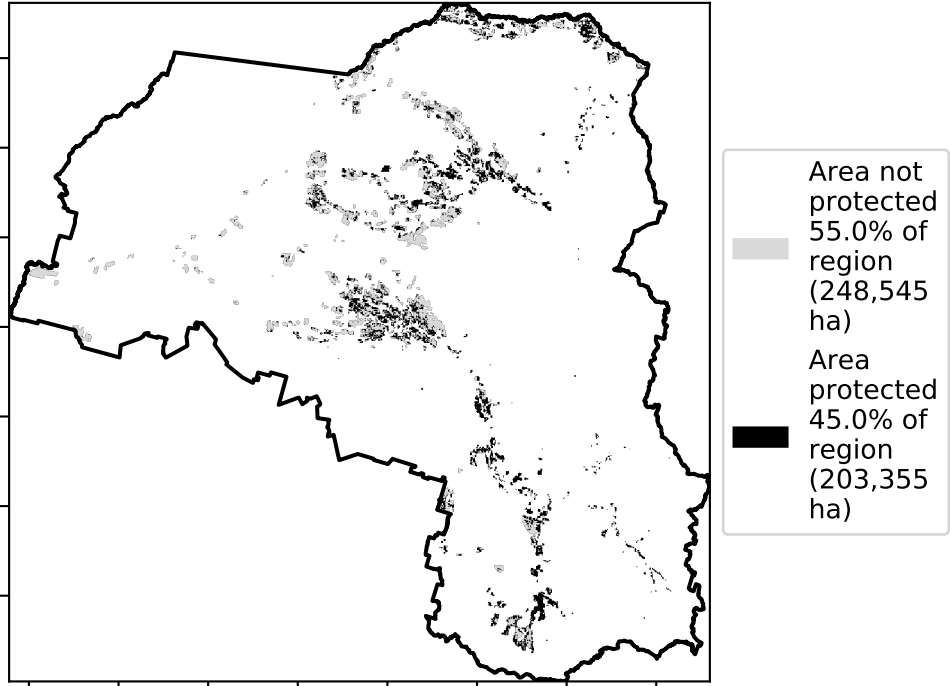 Area not
protected
55.0% of
region
(248,545
ha)
Area
protected
45.0% of
region
(203,355
ha)